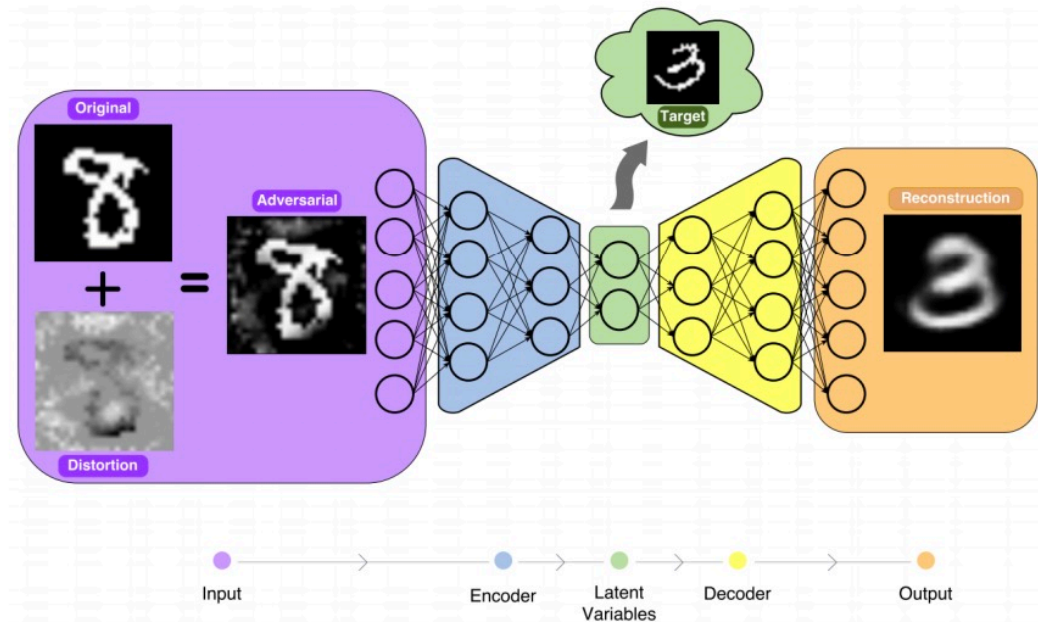 Target
Original
Adversarial
+
=
Distortion
Reconstruction
Input
Encoder
Latent
Variables
Decoder
Output